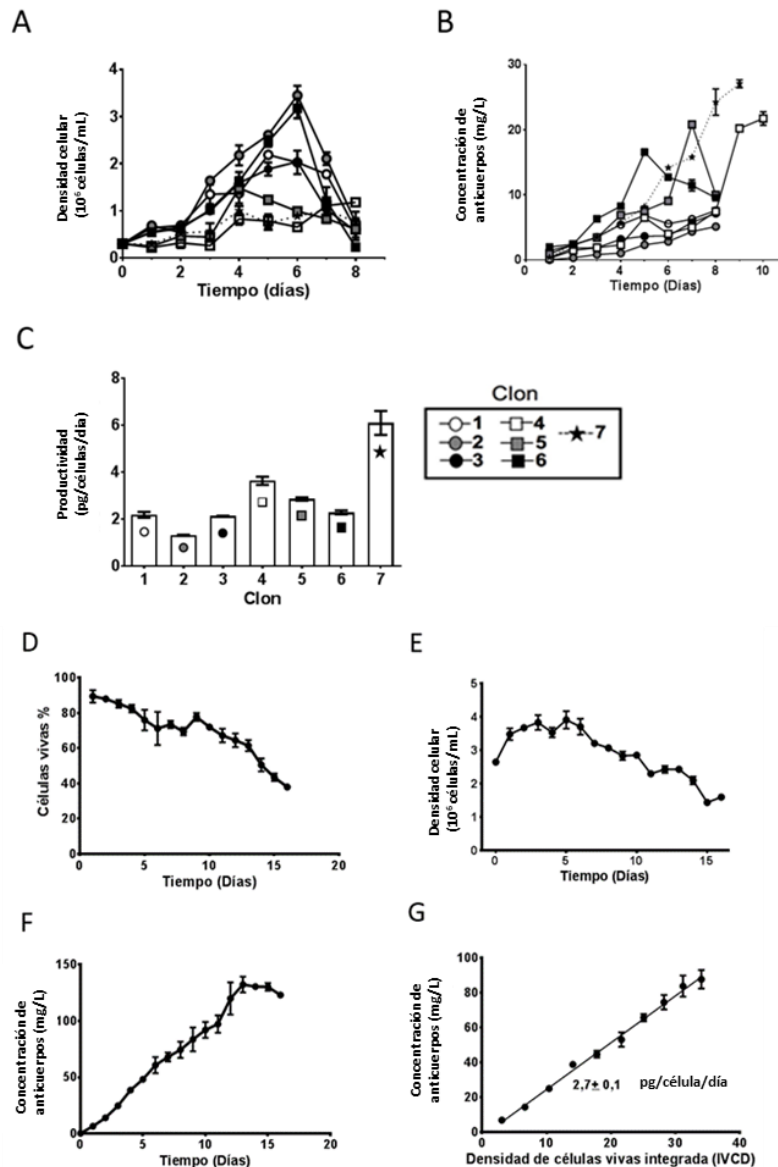 A
Densidad celular
(10⁶ células/mL)
4
3
2
1
0
0 2 4 6 8
Tiempo (días)
B
Concentración de
anticuerpos (mg/L)
30
20
10
0
0 2 4 6 8 10
Tiempo (Días)
C
Productividad
(pg/células/día)
8
6
4
2
0
1 2 3 4 5 6 7
Clon
Clon
1 4 7
2 5
3 6
D
Células vivas %
100
80
60
40
20
0
0 5 10 15 20
Tiempo (Días)
E
Densidad celular
(10⁶ células/mL)
5
4
3
2
1
0
0 5 10 15
Tiempo (Días)
F
Concentración de
anticuerpos (mg/L)
150
100
50
0
0 5 10 15 20
Tiempo (Días)
G
Concentración de
anticuerpos (mg/L)
100
80
60
40
20
0
2,7± 0,1 pg/célula/día
0 10 20 30 40
Densidad de células vivas integrada (IVCD)